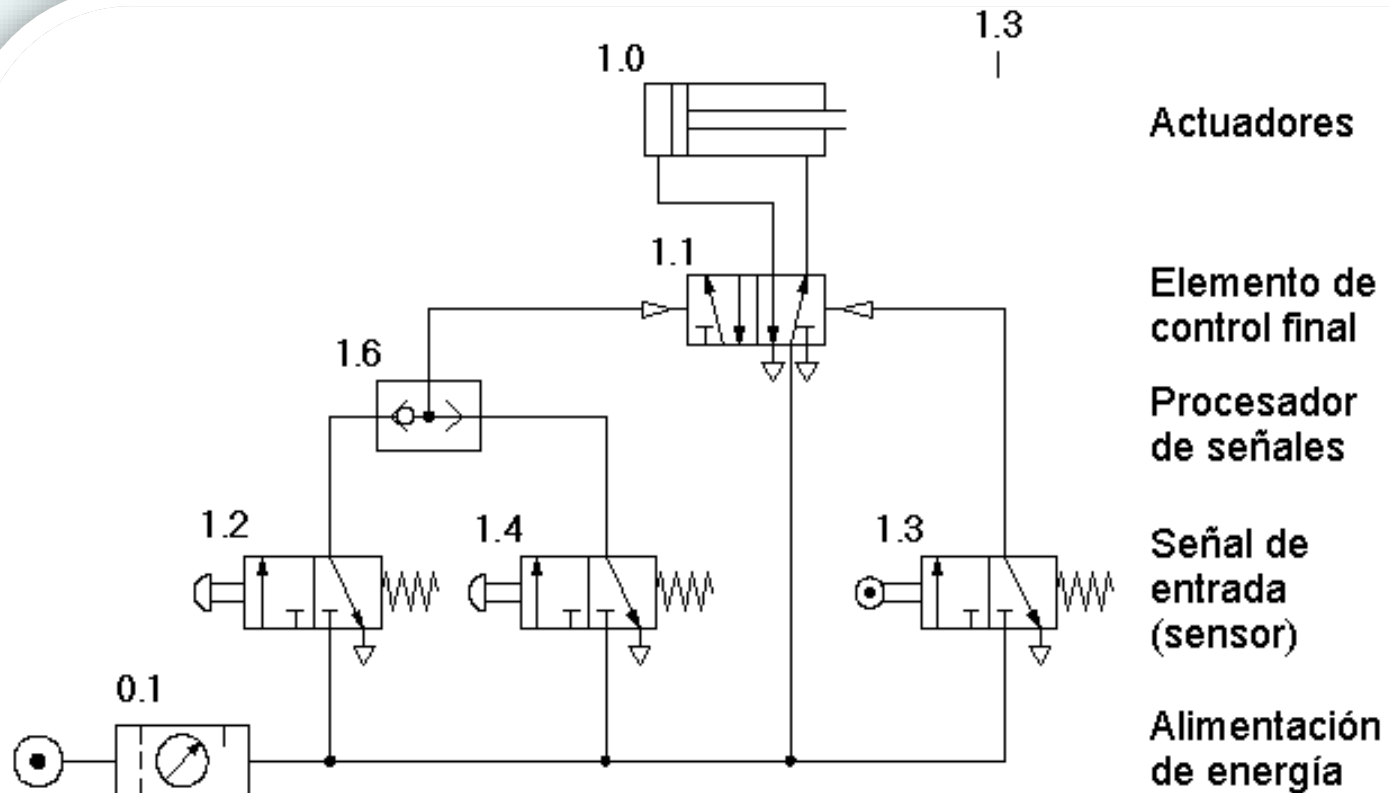 1.3
1.0
Actuadores
1.1
Elemento de
control final
1.6
Procesador
de señales
1.2
1.4
1.3
Señal de
entrada
(sensor)
0.1
Alimentación
de energía